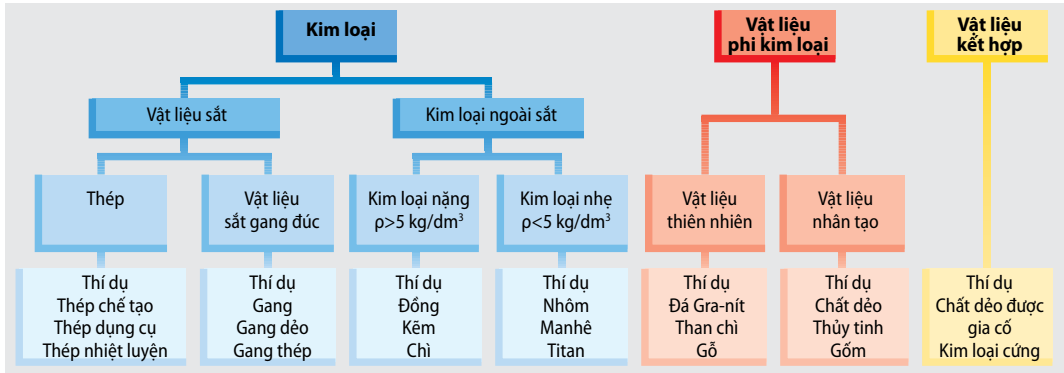 Kim loại
Vật liệu
phi kim loại
Vật liệu
kết hợp
Vật liệu sắt
Kim loại ngoài sắt
Thép
Vật liệu
sắt gang đúc
Kim loại nặng
ρ>5 kg/dm³
Kim loại nhẹ
ρ<5 kg/dm³
Vật liệu
thiên nhiên
Vật liệu
nhân tạo
Thí dụ
Thép chế tạo
Thép dụng cụ
Thép nhiệt luyện
Thí dụ
Gang
Gang dẻo
Gang thép
Thí dụ
Đồng
Kẽm
Chì
Thí dụ
Nhôm
Manhê
Titan
Thí dụ
Đá Gra-nít
Than chì
Gỗ
Thí dụ
Chất dẻo
Thủy tinh
Gốm
Thí dụ
Chất dẻo được
gia cố
Kim loại cứng